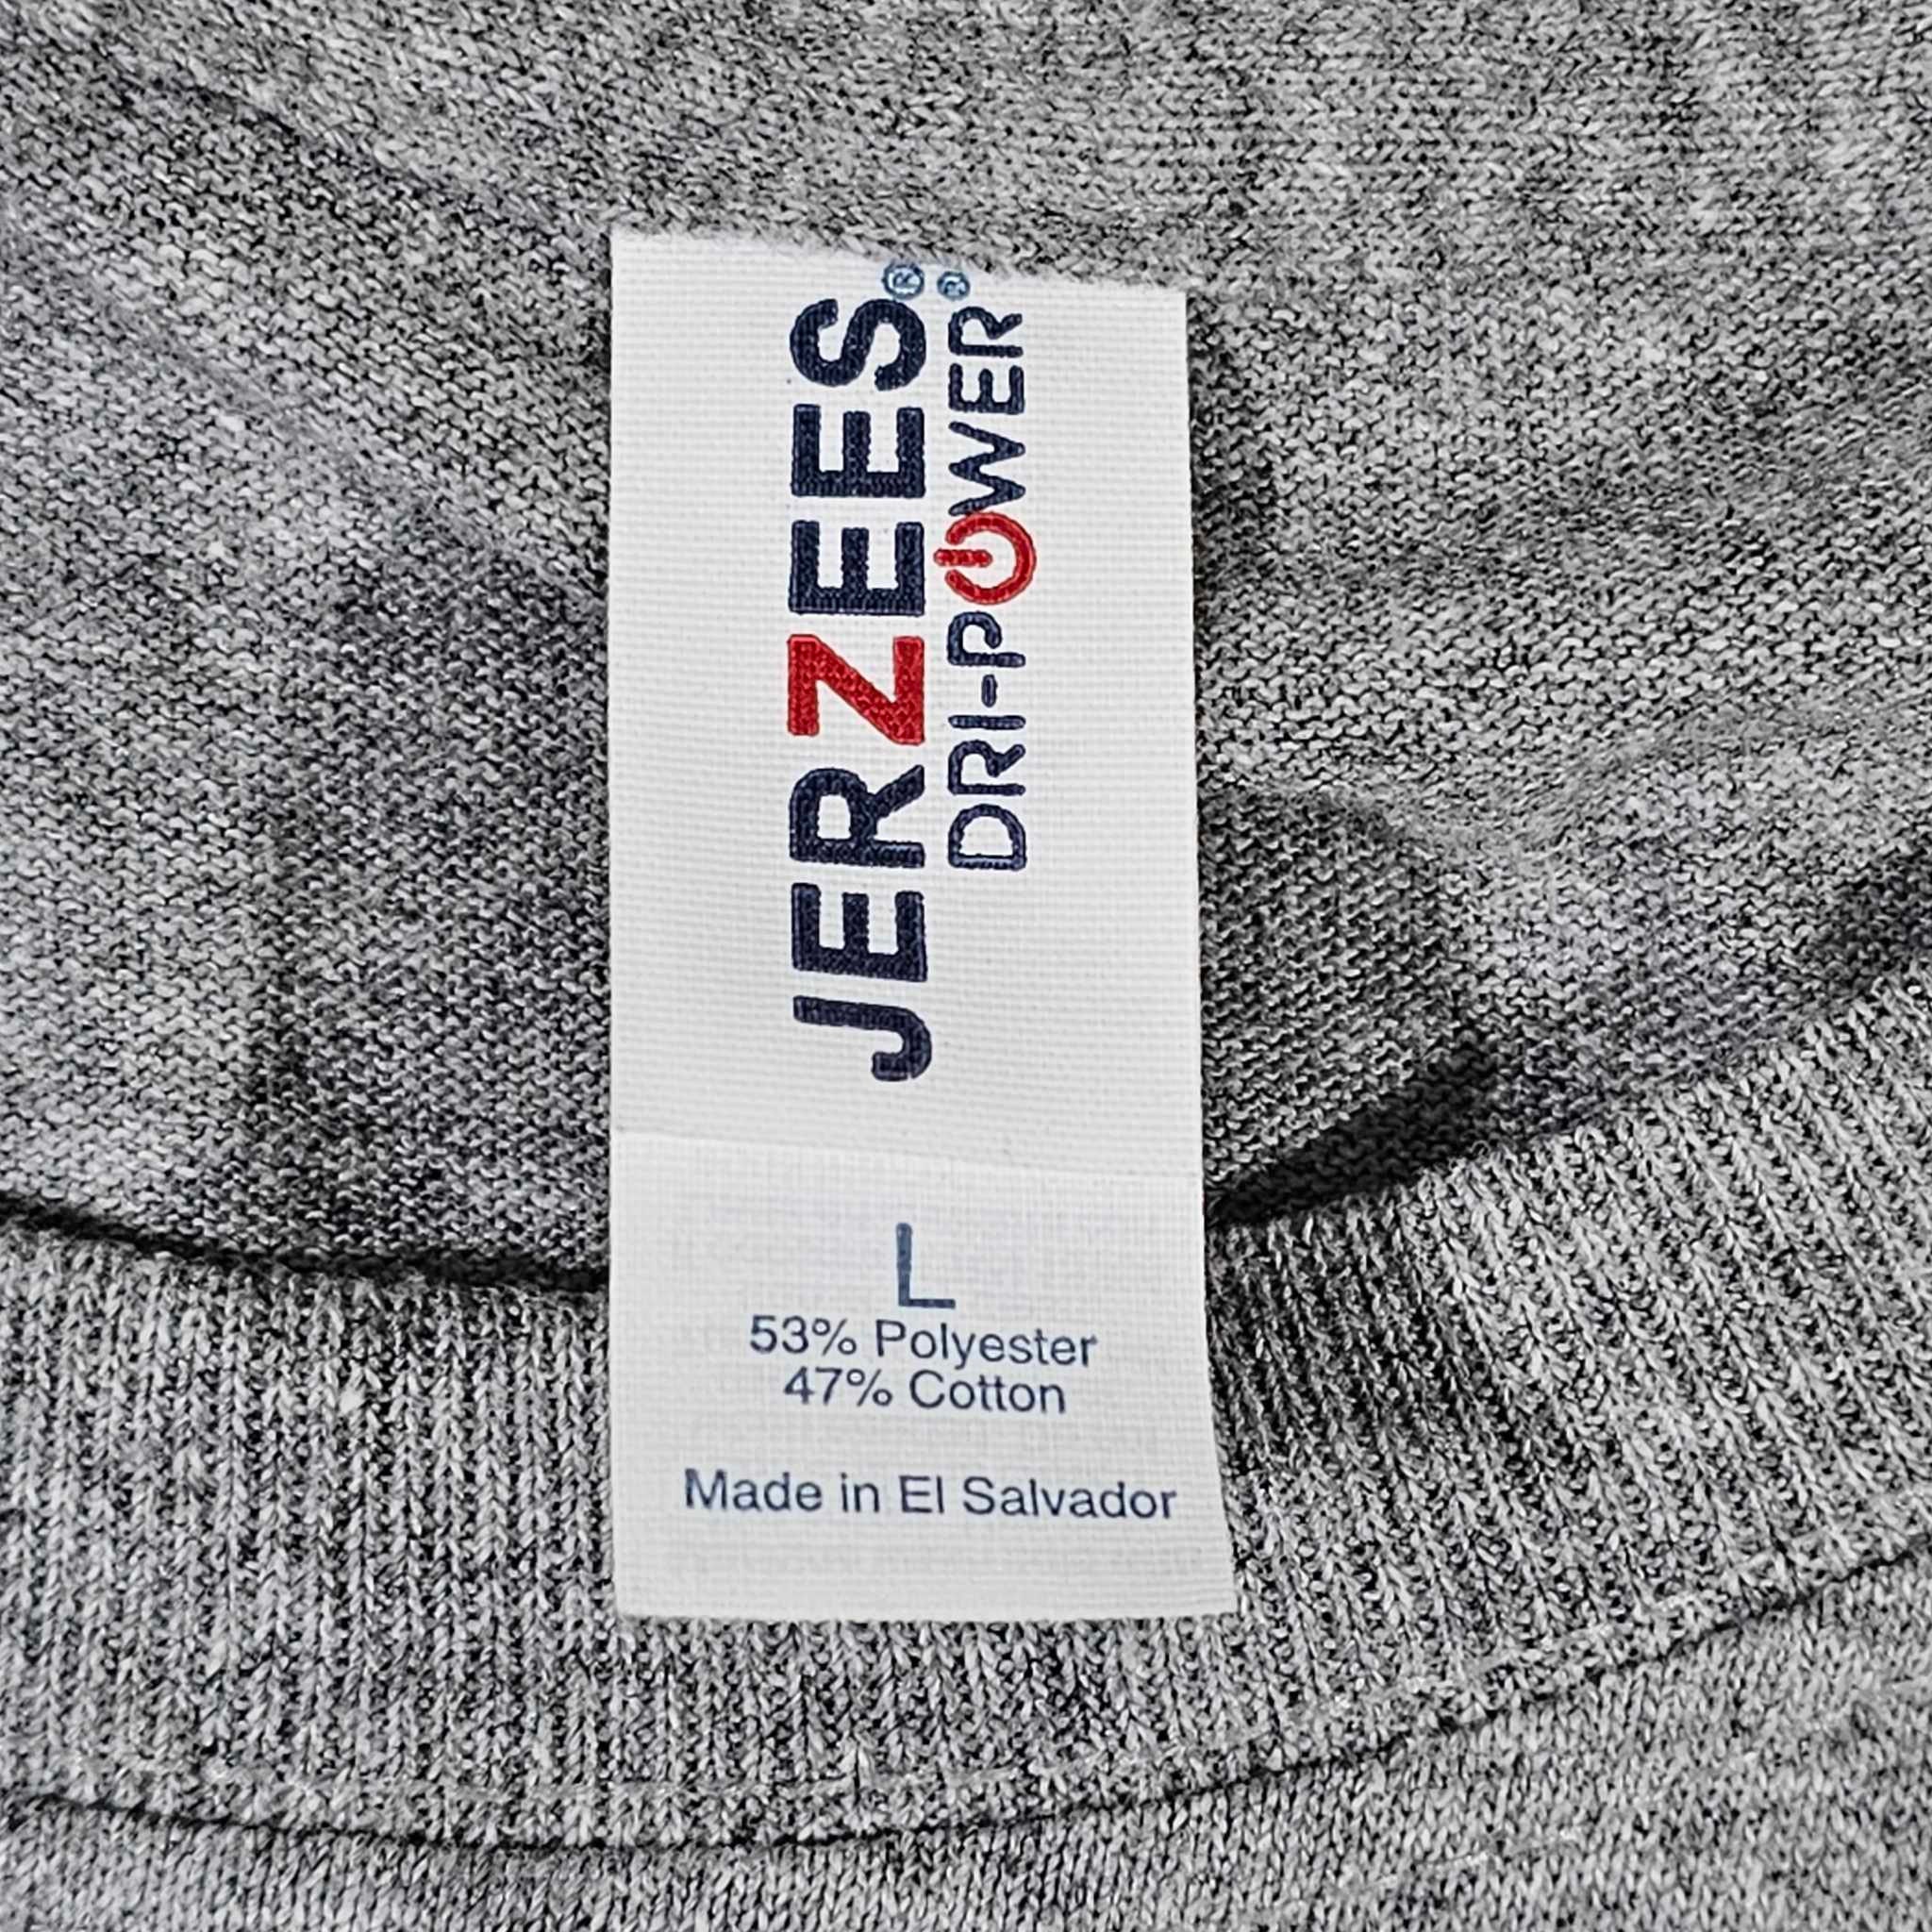 JERZEES®
DRI-POWER®
L
53% Polyester
47% Cotton
Made in El Salvador